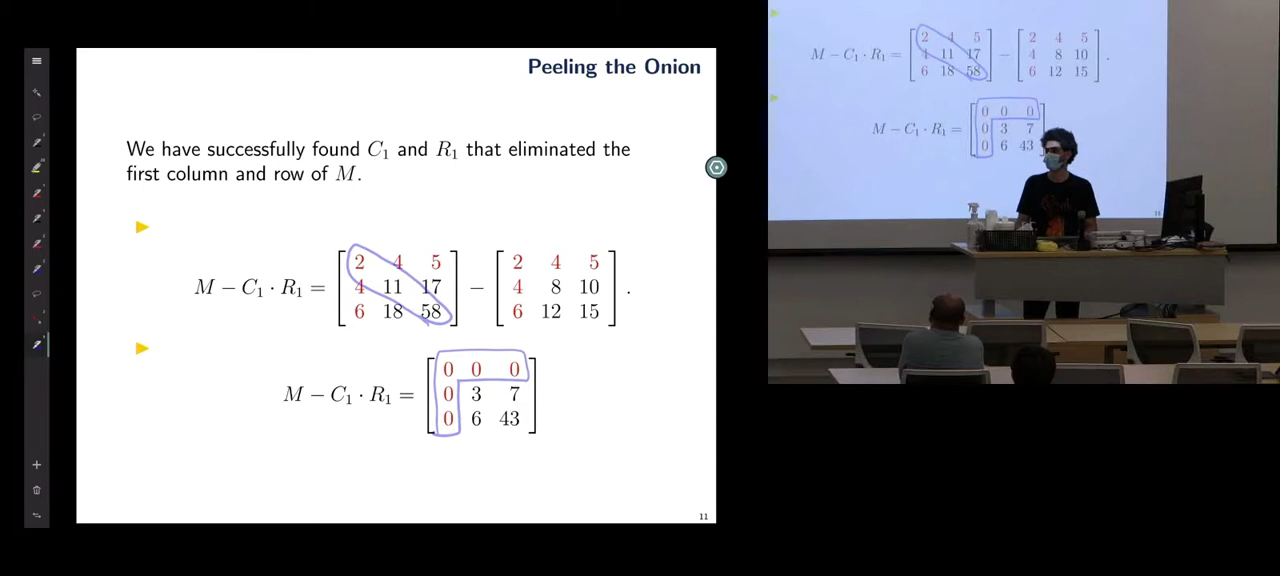 Peeling the Onion
We have successfully found C₁ and R₁ that eliminated the
first column and row of M.
M − C₁ · R₁ = [ 2 4 5
4 11 17
6 18 58 ] − [ 2 4 5
4 8 10
6 12 15 ] .
M − C₁ · R₁ = [ 0 0 0
0 3 7
0 6 43 ]
11
M − C₁ · R₁ = [ 2 4 5
4 11 17
6 18 58 ] − [ 2 4 5
4 8 10
6 12 15 ] .
M − C₁ · R₁ = [ 0 0 0
0 3 7
0 6 43 ]
11